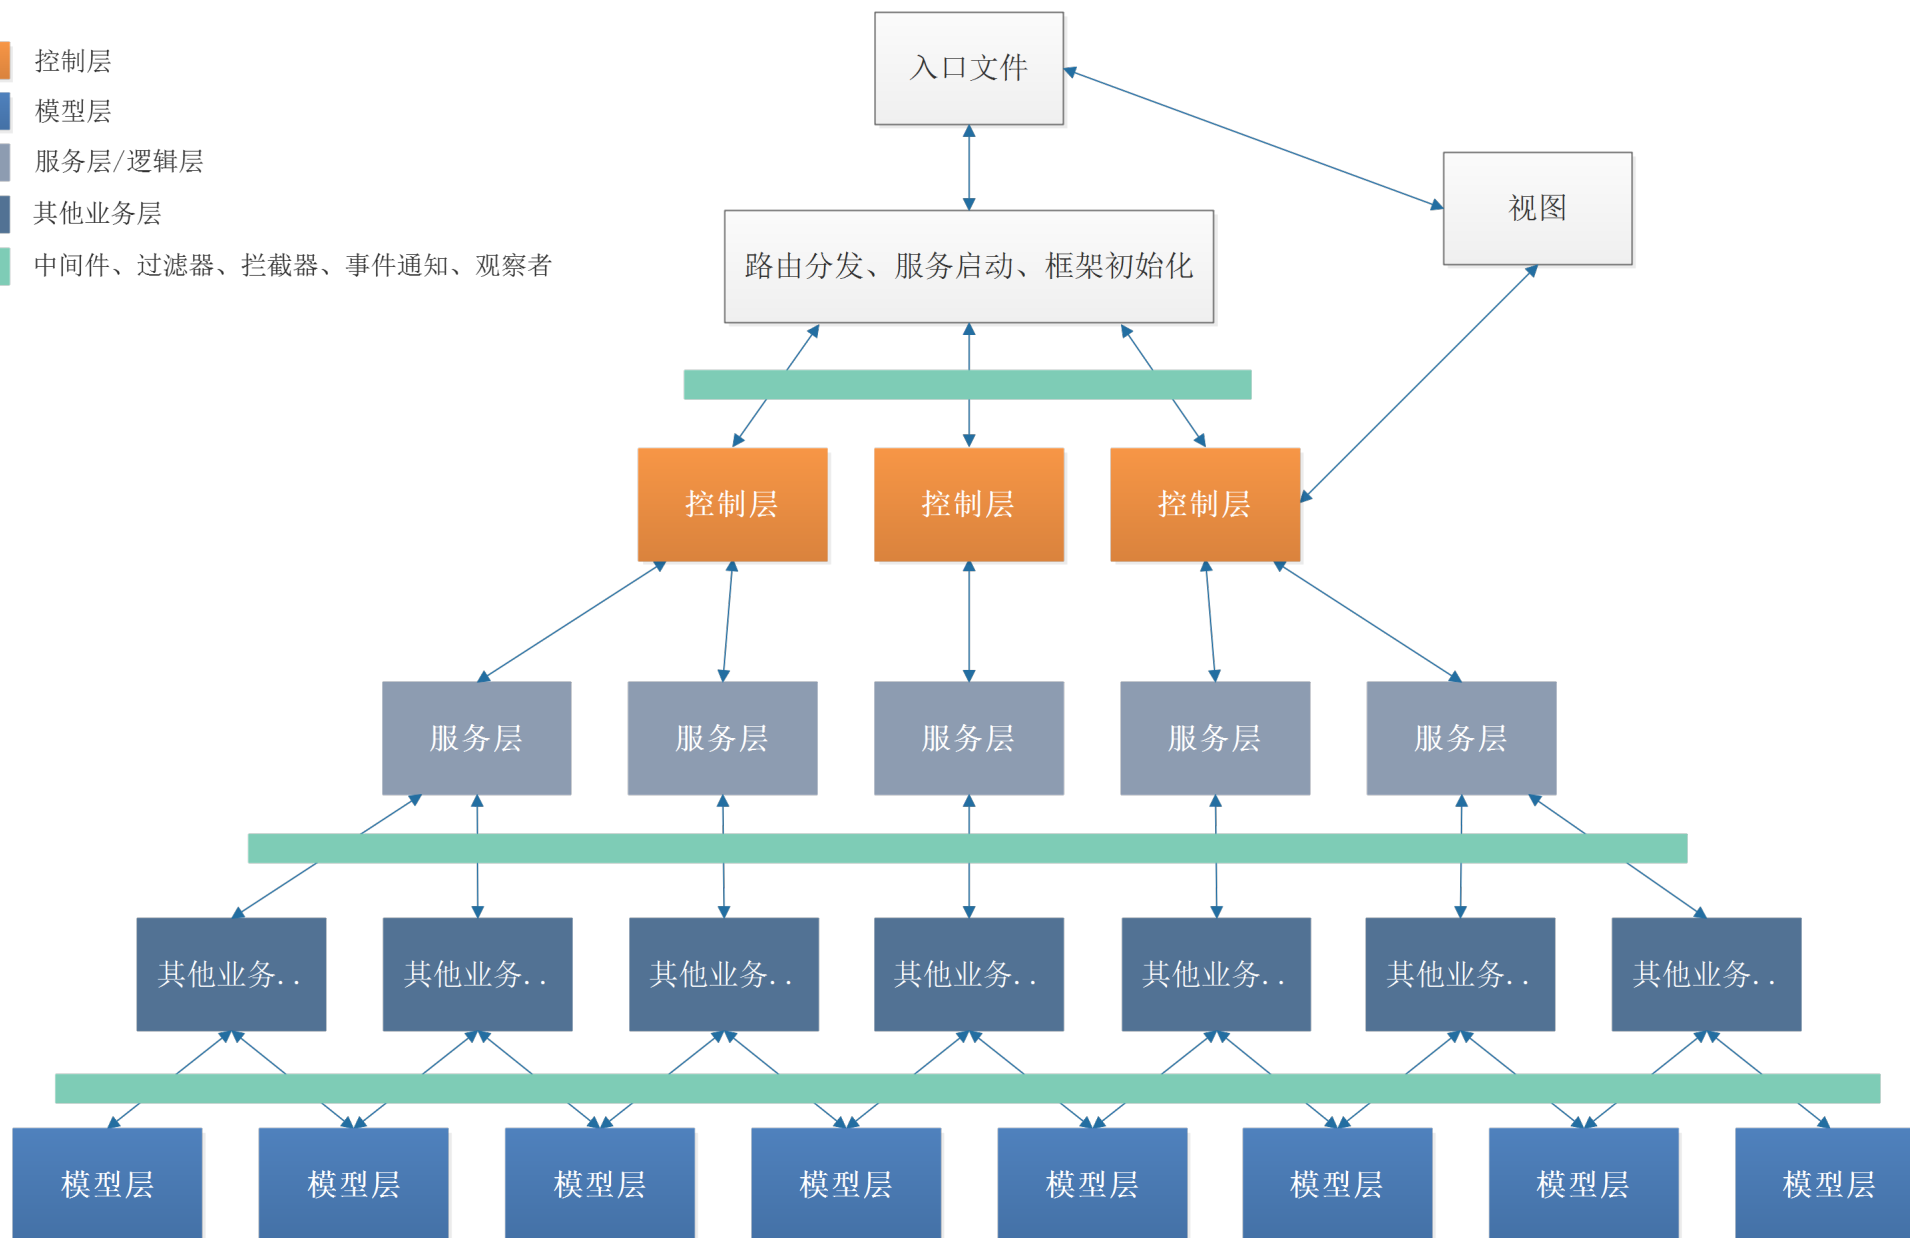 控制层
模型层
服务层/逻辑层
其他业务层
中间件、过滤器、拦截器、事件通知、观察者
入口文件
视图
路由分发、服务启动、框架初始化
控制层
控制层
控制层
服务层
服务层
服务层
服务层
服务层
其他业务..
其他业务..
其他业务..
其他业务..
其他业务..
其他业务..
其他业务..
模型层
模型层
模型层
模型层
模型层
模型层
模型层
模型层